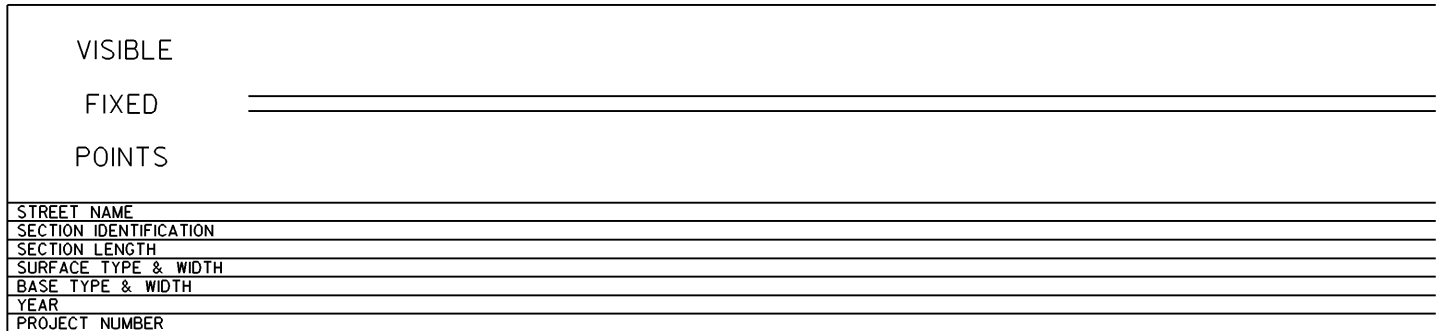 VISIBLE
FIXED
POINTS
STREET NAME
SECTION IDENTIFICATION
SECTION LENGTH
SURFACE TYPE & WIDTH
BASE TYPE & WIDTH
YEAR
PROJECT NUMBER